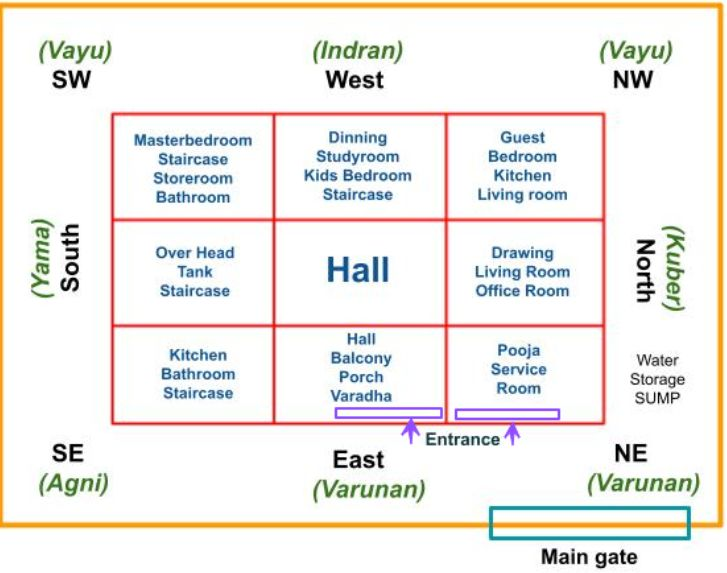 (Vayu)
SW
(Indran)
West
(Vayu)
NW
Masterbedroom
Staircase
Storeroom
Bathroom
Dinning
Studyroom
Kids Bedroom
Staircase
Guest
Bedroom
Kitchen
Living room
(Yama)
South
Over Head
Tank
Staircase
Hall
Drawing
Living Room
Office Room
North
(Kuber)
Kitchen
Bathroom
Staircase
Hall
Balcony
Porch
Varadha
Pooja
Service
Room
Water
Storage
SUMP
Entrance
SE
(Agni)
East
(Varunan)
NE
(Varunan)
Main gate